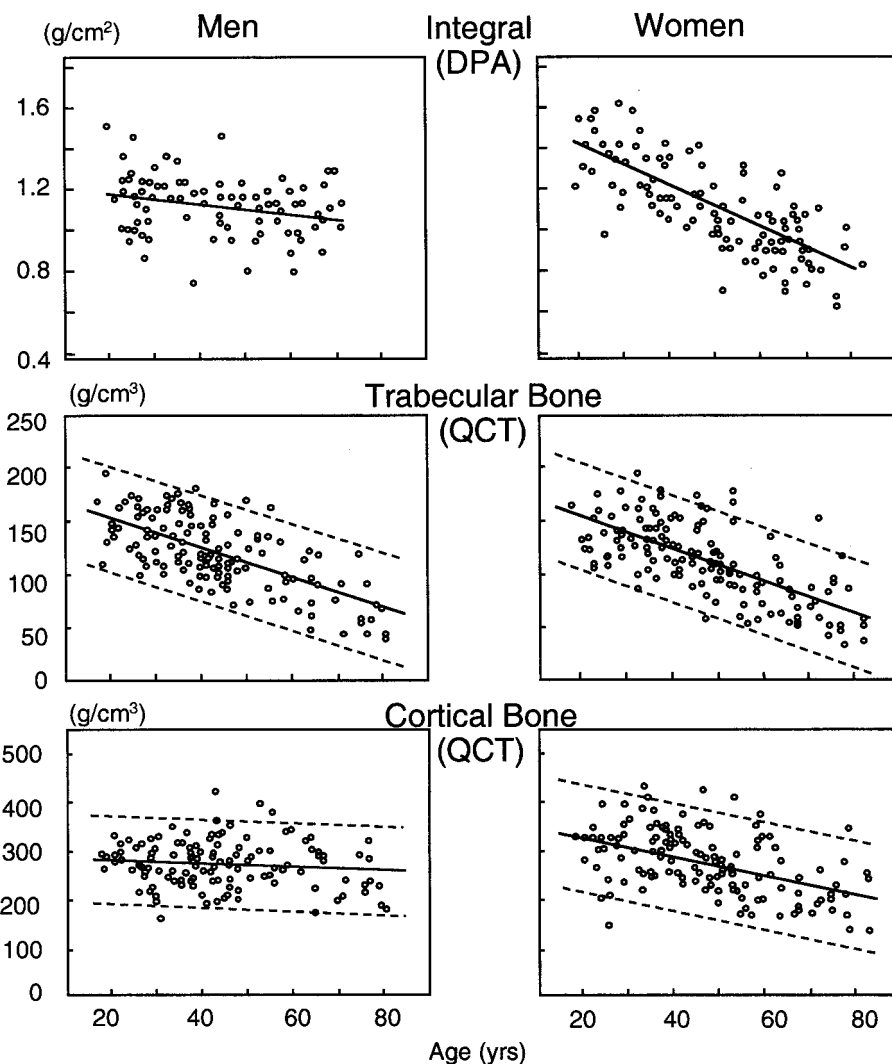 (g/cm²) Men Integral Women
(DPA)
1.6
1.2
0.8
0.4
(g/cm³) Trabecular Bone
(QCT)
250
200
150
100
50
0
(g/cm³) Cortical Bone
(QCT)
500
400
300
200
100
0
20 40 60 80 20 40 60 80
Age (yrs)